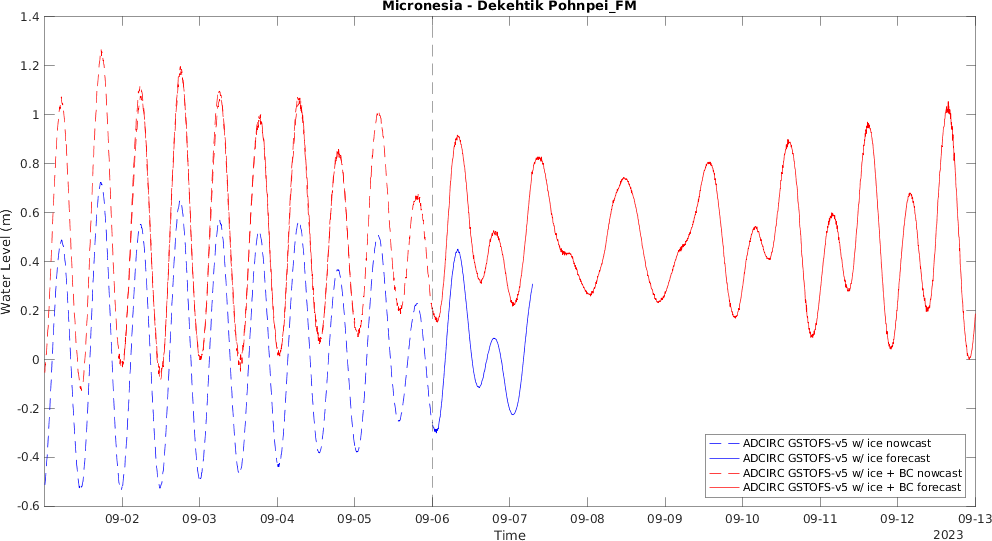 Micronesia - Dekehtik Pohnpei_FM
1.4
1.2
1
0.8
0.6
0.4
0.2
0
-0.2
-0.4
-0.6
Water Level (m)
ADCIRC GSTOFS-v5 w/ ice nowcast
ADCIRC GSTOFS-v5 w/ ice forecast
ADCIRC GSTOFS-v5 w/ ice + BC nowcast
ADCIRC GSTOFS-v5 w/ ice + BC forecast
09-02 09-03 09-04 09-05 09-06 09-07 09-08 09-09 09-10 09-11 09-12 09-13
Time
2023